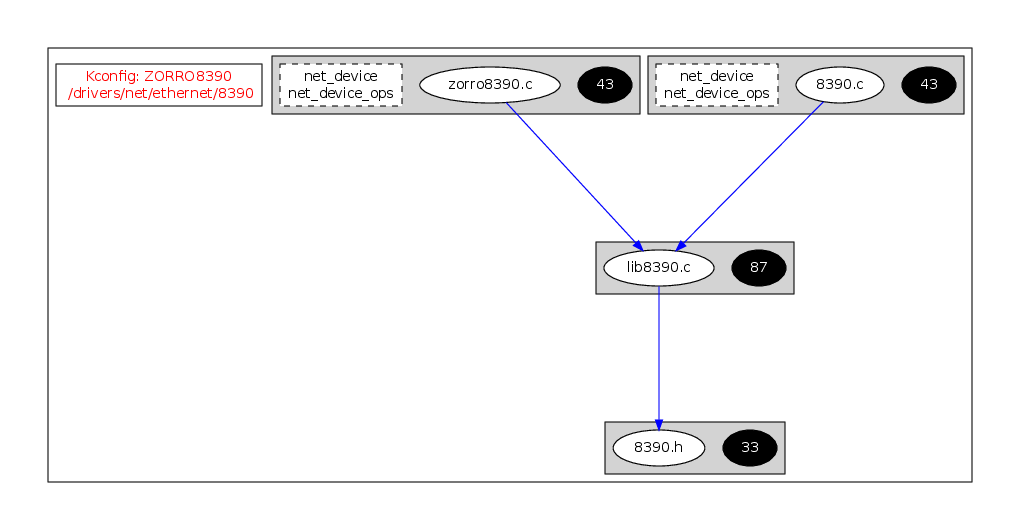 Kconfig: ZORRO8390
/drivers/net/ethernet/8390
net_device
net_device_ops
zorro8390.c
43
net_device
net_device_ops
8390.c
43
lib8390.c
87
8390.h
33